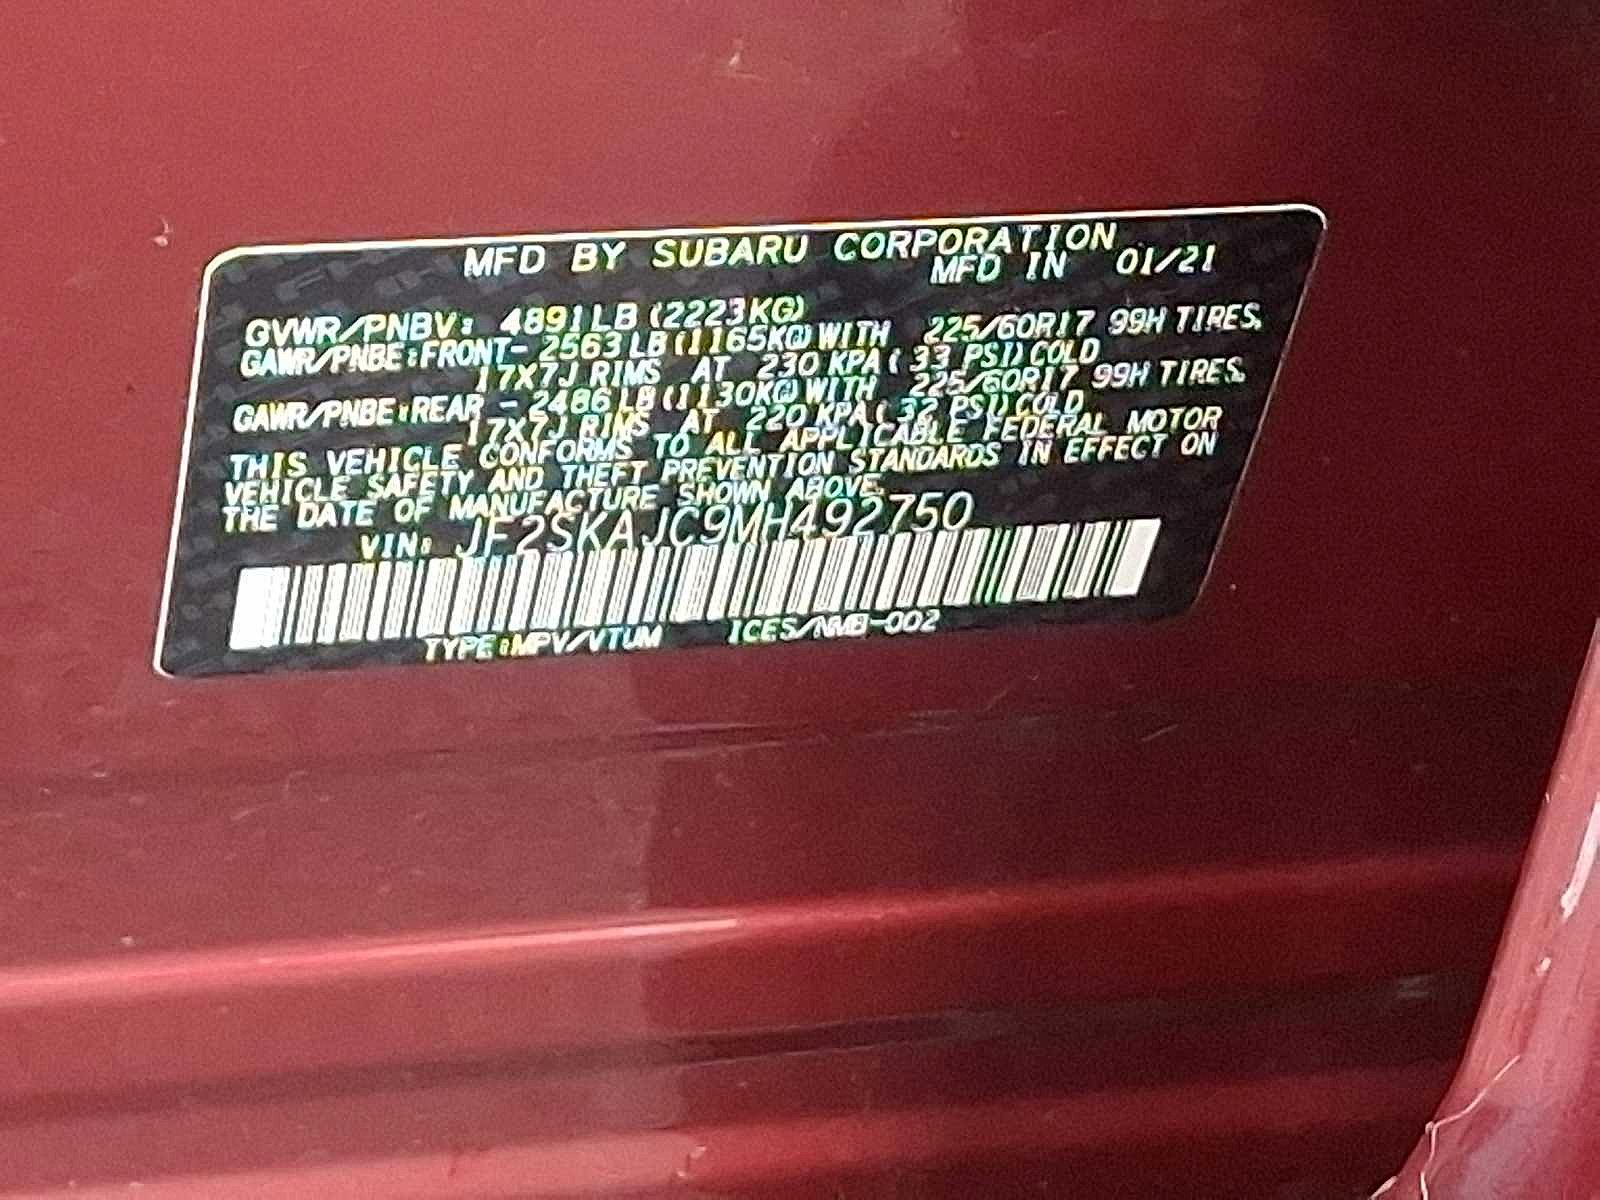 MFD BY SUBARU CORPORATION
MFD IN 01/21
GVWR/PNBV: 4891LB (2223KG)
GAWR/PNBE:FRONT- 2563LB(1165KG)WITH 225/60R17 99H TIRES,
17X7J RIMS AT 230 KPA( 33 PSI)COLD
GAWR/PNBE:REAR - 2486LB(1130KG)WITH 225/60R17 99H TIRES,
17X7J RIMS AT 220 KPA( 32 PSI)COLD
THIS VEHICLE CONFORMS TO ALL APPLICABLE FEDERAL MOTOR
VEHICLE SAFETY AND THEFT PREVENTION STANDARDS IN EFFECT ON
THE DATE OF MANUFACTURE SHOWN ABOVE.
VIN: JF2SKAJC9MH492750
TYPE:MPV/VTUM ICES/NMB-002